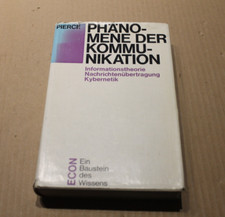 PIERCE
PHÄNO-
MENE DER
KOMMU-
NIKATION
Informationstheorie
Nachrichtenübertragung
Kybernetik
ECON
Ein
Baustein
des
Wissens